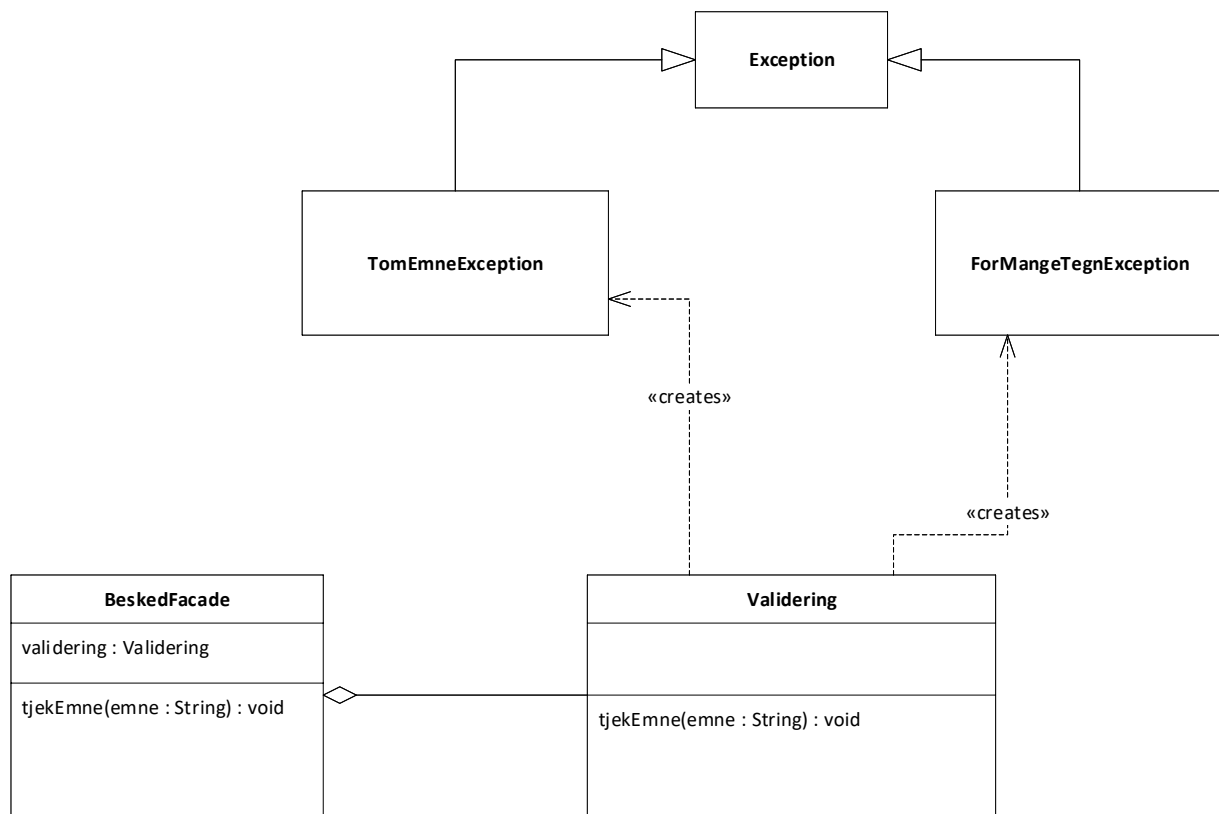 Exception
TomEmneException
ForMangeTegnException
«creates»
«creates»
BeskedFacade
validering : Validering
tjekEmne(emne : String) : void
Validering
tjekEmne(emne : String) : void